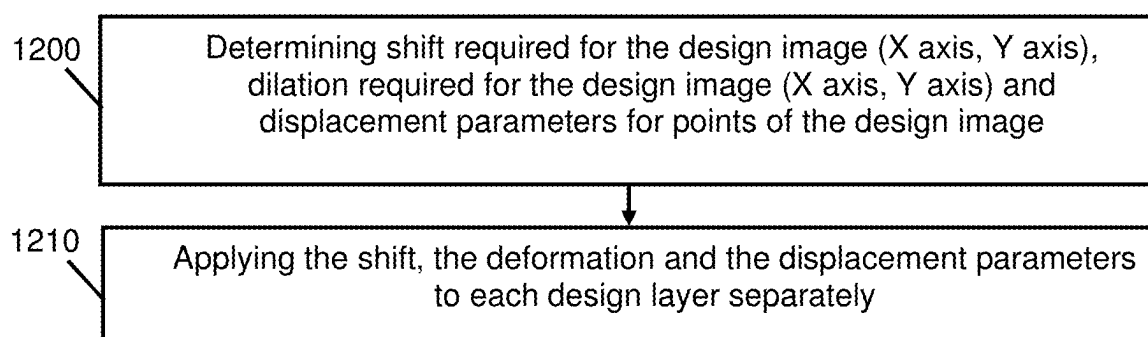 1200
Determining shift required for the design image (X axis, Y axis),
dilation required for the design image (X axis, Y axis) and
displacement parameters for points of the design image
1210
Applying the shift, the deformation and the displacement parameters
to each design layer separately